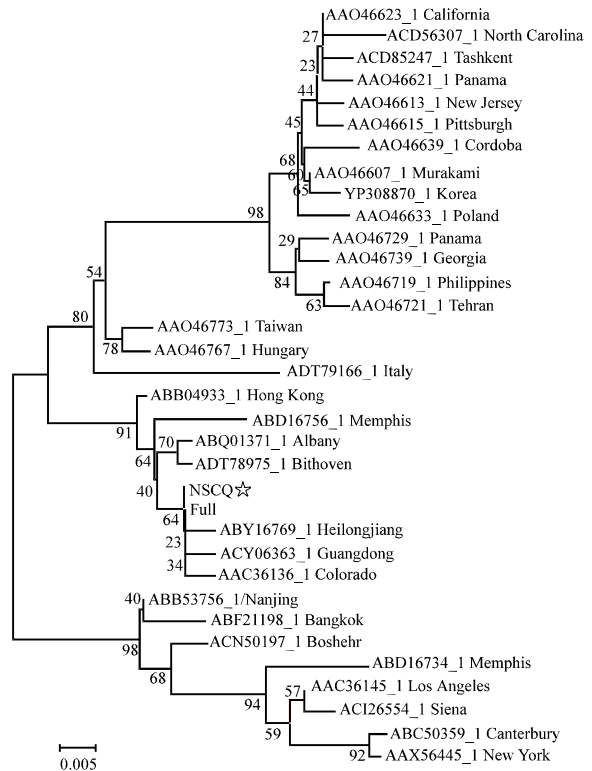 AAO46623_1 California
27
ACD56307_1 North Carolina
ACD85247_1 Tashkent
23
AAO46621_1 Panama
44
AAO46613_1 New Jersey
45
AAO46615_1 Pittsburgh
AAO46639_1 Cordoba
68
60
AAO46607_1 Murakami
65
YP308870_1 Korea
98
AAO46633_1 Poland
29
AAO46729_1 Panama
AAO46739_1 Georgia
84
AAO46719_1 Philippines
63
AAO46721_1 Tehran
54
80
AAO46773_1 Taiwan
78
AAO46767_1 Hungary
ADT79166_1 Italy
ABB04933_1 Hong Kong
91
ABD16756_1 Memphis
70
ABQ01371_1 Albany
64
ADT78975_1 Bithoven
40
NSCQ☆
Full
64
ABY16769_1 Heilongjiang
23
ACY06363_1 Guangdong
34
AAC36136_1 Colorado
40
ABB53756_1/Nanjing
ABF21198_1 Bangkok
98
ACN50197_1 Boshehr
68
ABD16734_1 Memphis
57
AAC36145_1 Los Angeles
94
ACI26554_1 Siena
59
ABC50359_1 Canterbury
92
AAX56445_1 New York
0.005